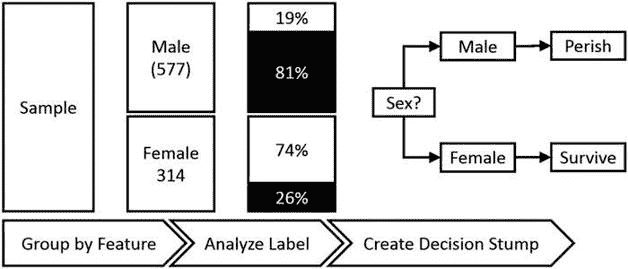 Sample
Male
(577)
Female
314
19%
81%
74%
26%
Sex?
Male
Perish
Female
Survive
Group by Feature
Analyze Label
Create Decision Stump